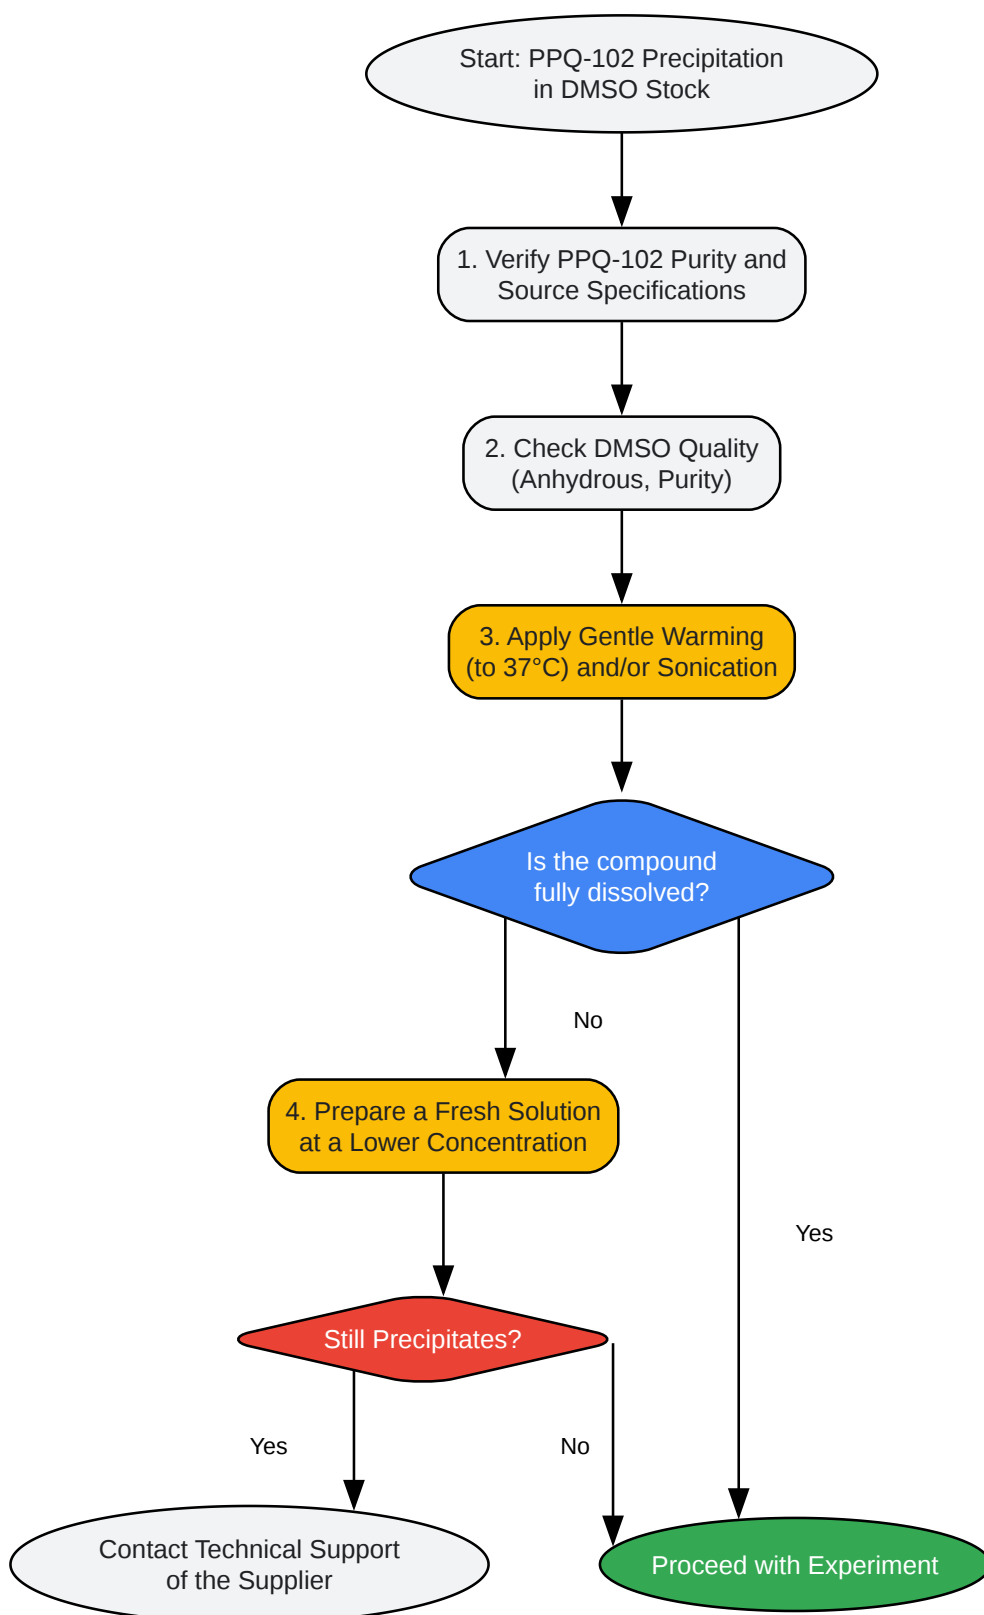 Start: PPQ-102 Precipitation
in DMSO Stock
1. Verify PPQ-102 Purity and
Source Specifications
2. Check DMSO Quality
(Anhydrous, Purity)
3. Apply Gentle Warming
(to 37°C) and/or Sonication
Is the compound
fully dissolved?
No
4. Prepare a Fresh Solution
at a Lower Concentration
Yes
Still Precipitates?
Yes
No
Contact Technical Support
of the Supplier
Proceed with Experiment